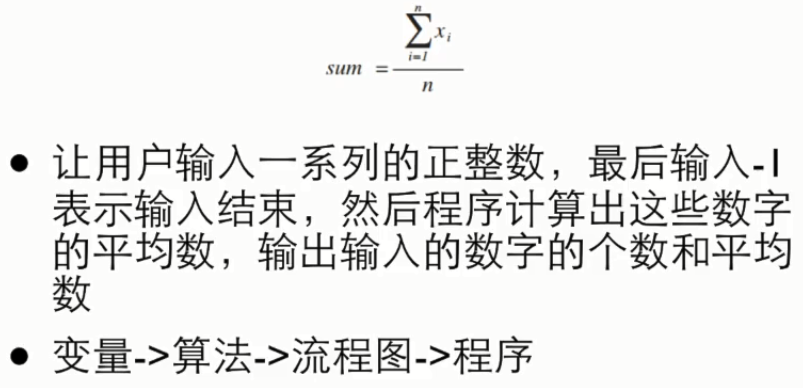 n
∑ x_i
i=1
sum = ———
n
● 让用户输入一系列的正整数，最后输入-1
表示输入结束，然后程序计算出这些数字
的平均数，输出输入的数字的个数和平均
数
● 变量->算法->流程图->程序